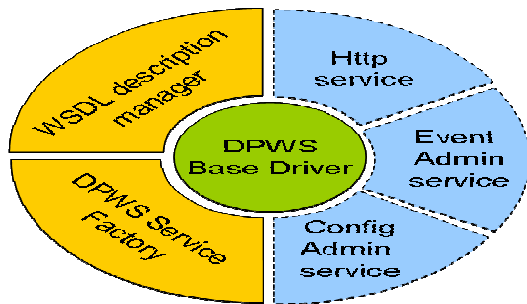 WSDL description
manager
Http
service
DPWS
Base Driver
Event
Admin
service
DPWS Service
Factory
Config
Admin
service